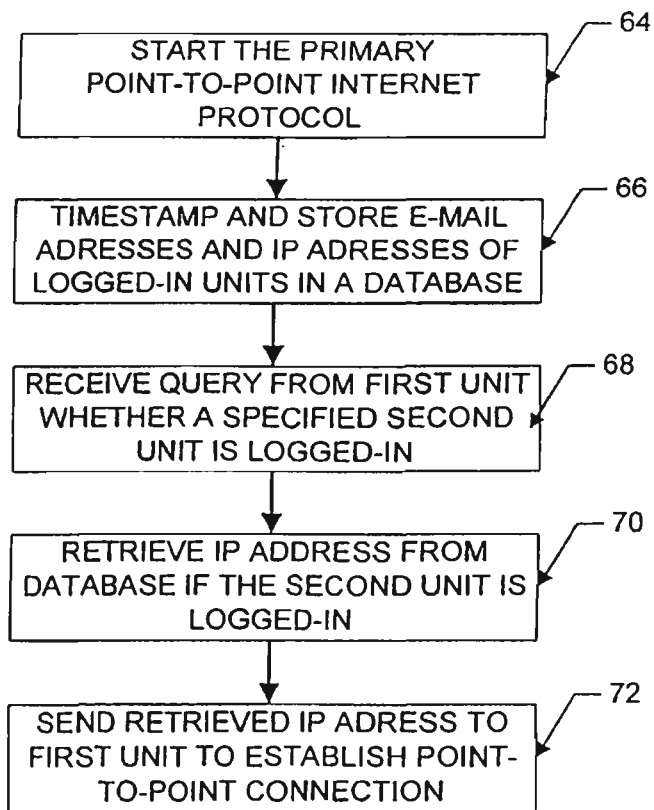 64
START THE PRIMARY
POINT-TO-POINT INTERNET
PROTOCOL
66
TIMESTAMP AND STORE E-MAIL
ADRESSES AND IP ADRESSES OF
LOGGED-IN UNITS IN A DATABASE
68
RECEIVE QUERY FROM FIRST UNIT
WHETHER A SPECIFIED SECOND
UNIT IS LOGGED-IN
70
RETRIEVE IP ADDRESS FROM
DATABASE IF THE SECOND UNIT IS
LOGGED-IN
72
SEND RETRIEVED IP ADRESS TO
FIRST UNIT TO ESTABLISH POINT-
TO-POINT CONNECTION